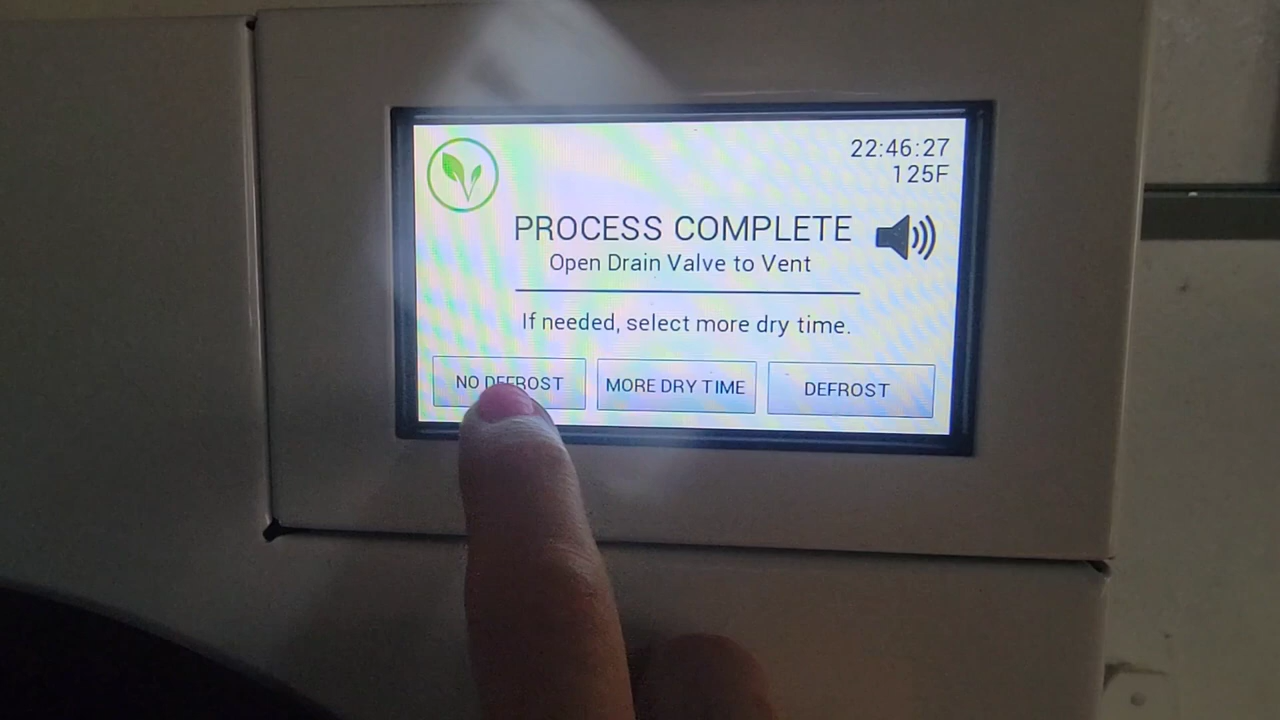 22:46:27
125F
PROCESS COMPLETE
Open Drain Valve to Vent
If needed, select more dry time.
NO DEFROST
MORE DRY TIME
DEFROST